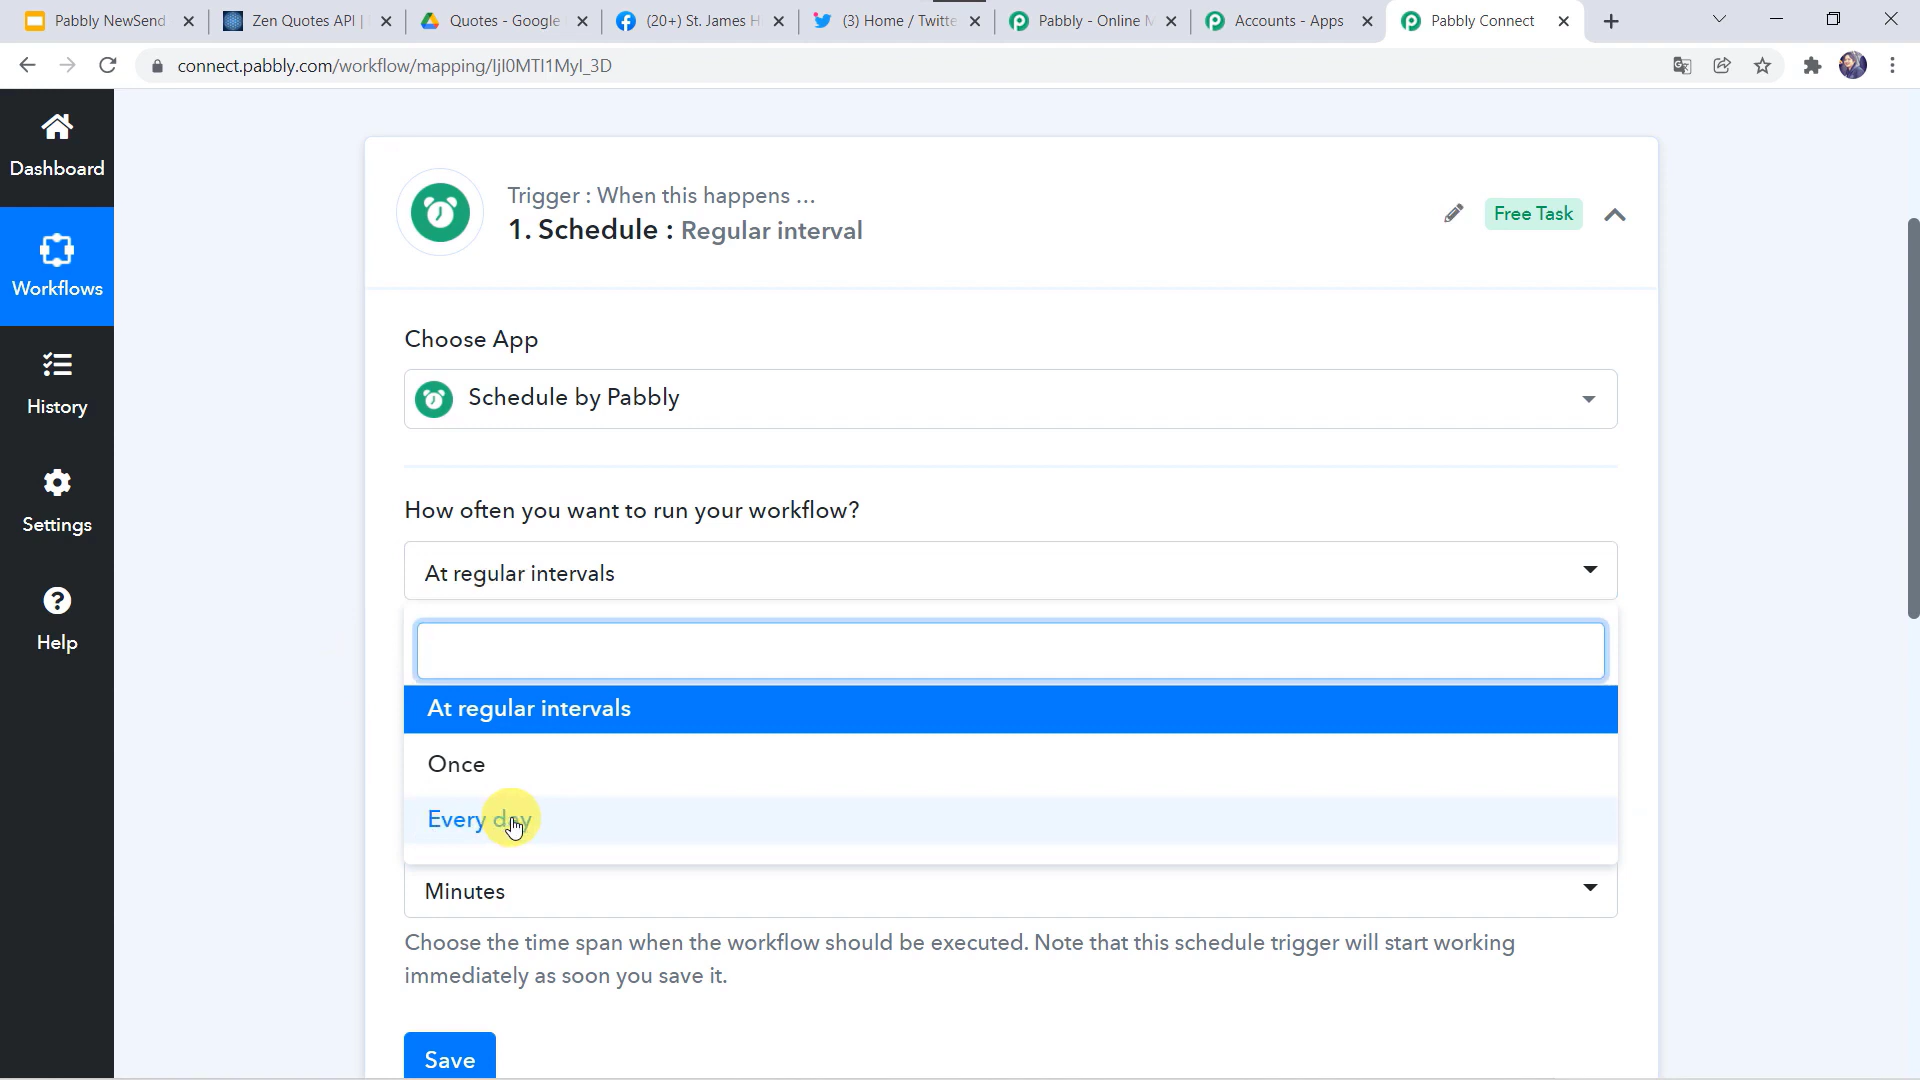 Pabbly NewSend
Zen Quotes API |
Quotes - Google
(20+) St. James H
(3) Home / Twitte
Pabbly - Online M
Accounts - Apps
Pabbly Connect
connect.pabbly.com/workflow/mapping/IjI0MTI1MyI_3D
Dashboard
Workflows
History
Settings
Help
Trigger : When this happens ...
1. Schedule : Regular interval
Free Task
Choose App
Schedule by Pabbly
How often you want to run your workflow?
At regular intervals
At regular intervals
Once
Every day
Minutes
Choose the time span when the workflow should be executed. Note that this schedule trigger will start working
immediately as soon you save it.
Save